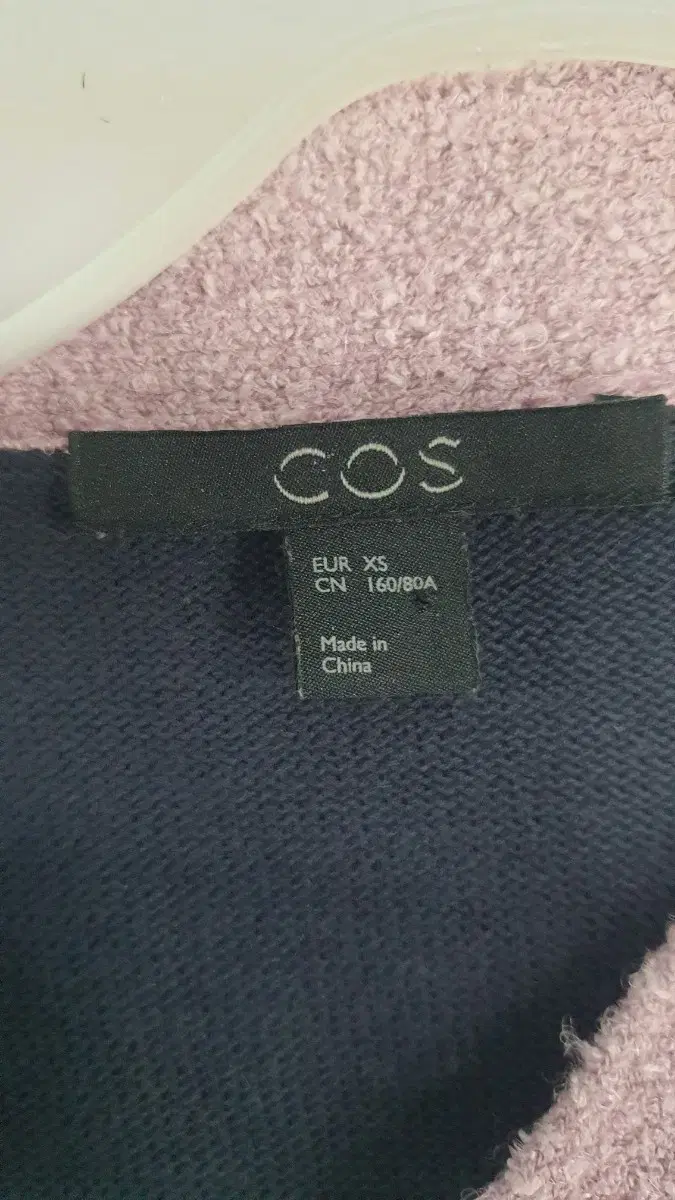 COS
EUR XS
CN 160/80A
Made in
China